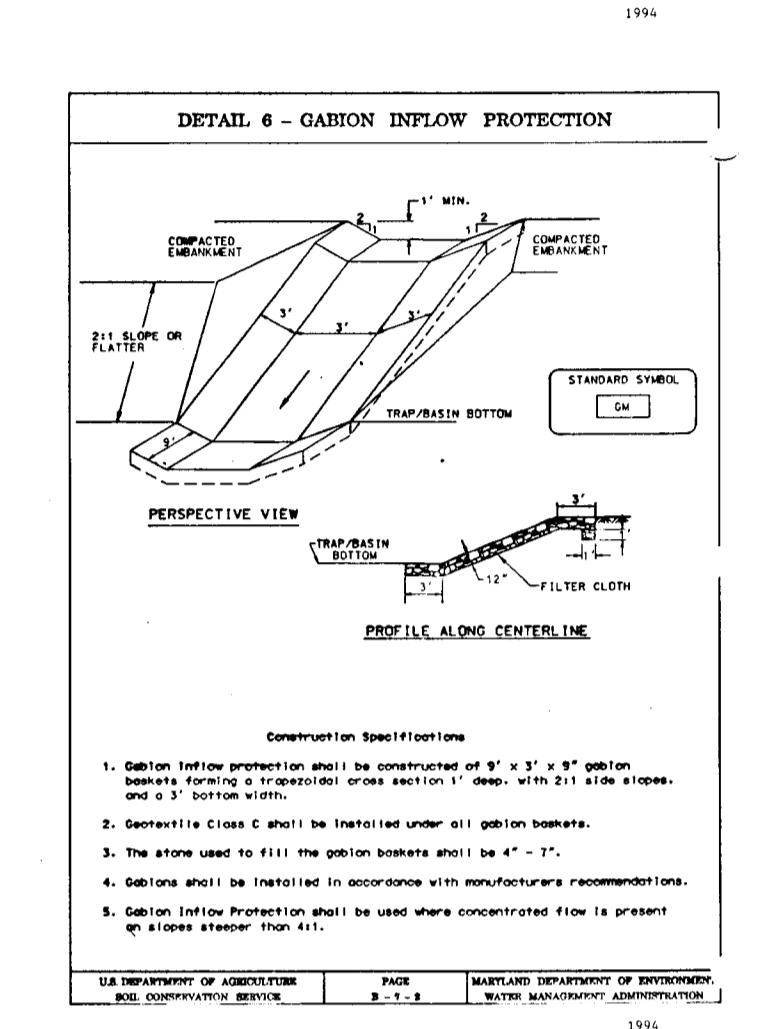 1994
DETAIL 6 – GABION INFLOW PROTECTION
1' MIN.
2
1
2
1
COMPACTED
EMBANKMENT
COMPACTED
EMBANKMENT
3'
3'
3'
2:1 SLOPE OR
FLATTER
STANDARD SYMBOL
GM
TRAP/BASIN BOTTOM
9'
PERSPECTIVE VIEW
3'
TRAP/BASIN
BOTTOM
1'
12"
FILTER CLOTH
3'
PROFILE ALONG CENTERLINE
Construction Specifications
1. Gabion inflow protection shall be constructed of 9' x 3' x 9" gabion
baskets forming a trapezoidal cross section 1' deep, with 2:1 side slopes,
and a 3' bottom width.
2. Geotextile Class C shall be installed under all gabion baskets.
3. The stone used to fill the gabion baskets shall be 4" - 7".
4. Gabions shall be installed in accordance with manufacturers recommendations.
5. Gabion Inflow Protection shall be used where concentrated flow is present
on slopes steeper than 4:1.
U.S. DEPARTMENT OF AGRICULTURE
SOIL CONSERVATION SERVICE
PAGE
B - 7 - 2
MARYLAND DEPARTMENT OF ENVIRONMEN
WATER MANAGEMENT ADMINISTRATION
1994